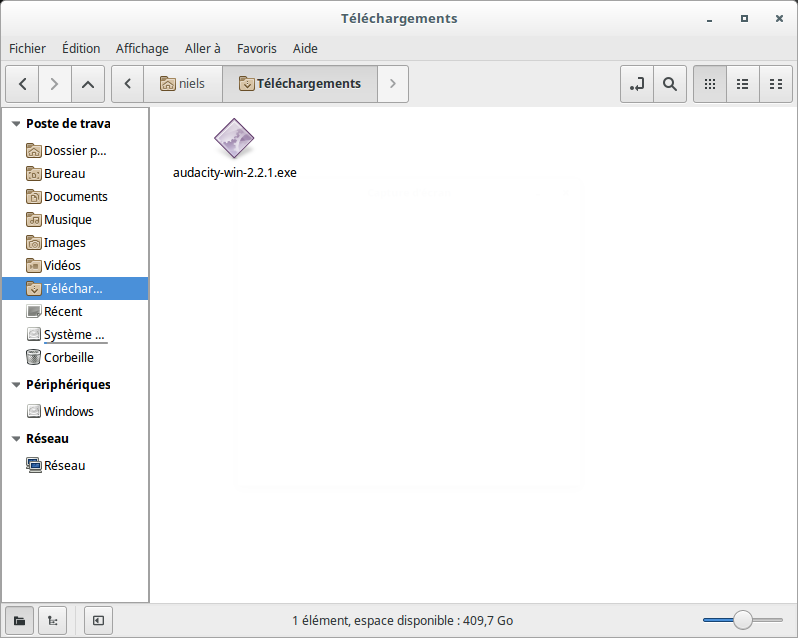 Téléchargements
Fichier Édition Affichage Aller à Favoris Aide
niels Téléchargements
Poste de trava
Dossier p...
Bureau
Documents
Musique
Images
Vidéos
Téléchar...
Récent
Système ...
Corbeille
Périphériques
Windows
Réseau
Réseau
audacity-win-2.2.1.exe
1 élément, espace disponible : 409,7 Go